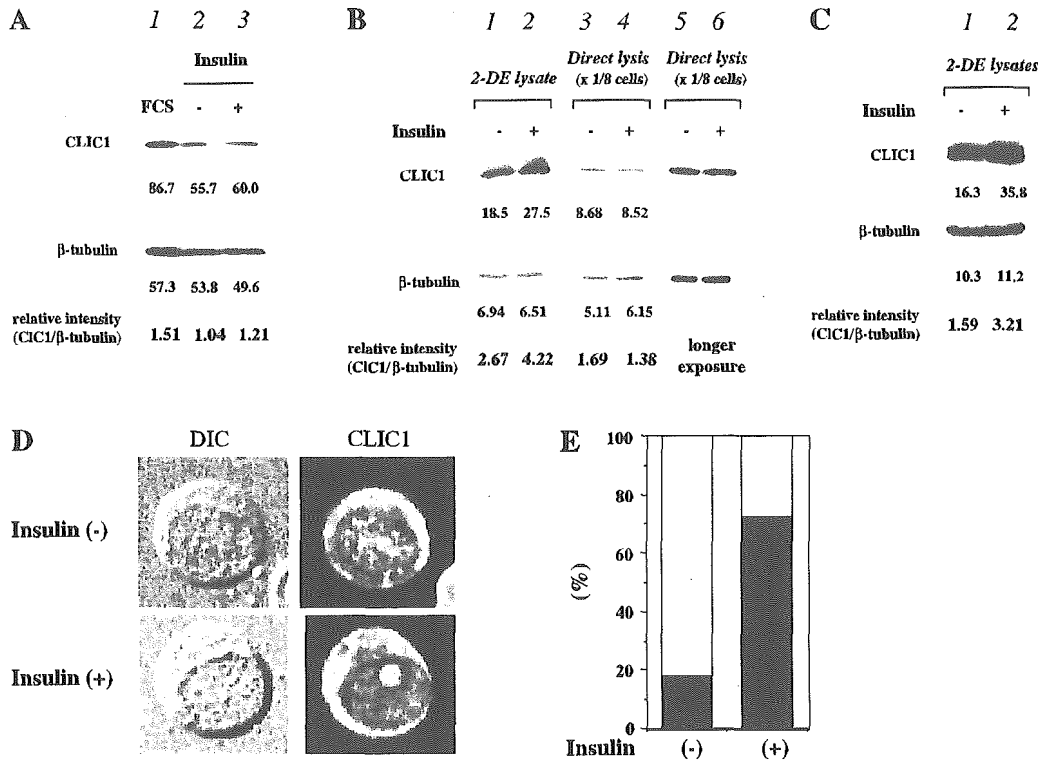 A
1 2 3
Insulin
FCS - +
CLIC1
86.7 55.7 60.0
β-tubulin
57.3 53.8 49.6
relative intensity
(ClC1/β-tubulin) 1.51 1.04 1.21
B
1 2 3 4 5 6
2-DE lysate Direct lysis (x 1/8 cells) Direct lysis (x 1/8 cells)
Insulin - + - + - +
CLIC1
18.5 27.5 8.68 8.52
β-tubulin
6.94 6.51 5.11 6.15
relative intensity
(ClC1/β-tubulin) 2.67 4.22 1.69 1.38
longer
exposure
C
1 2
2-DE lysates
Insulin - +
CLIC1
16.3 35.8
β-tubulin
10.3 11.2
relative intensity
(ClC1/β-tubulin) 1.59 3.21
D
DIC CLIC1
Insulin (-)
Insulin (+)
E
100
80
60
40
20
0
(%)
Insulin (-) (+)